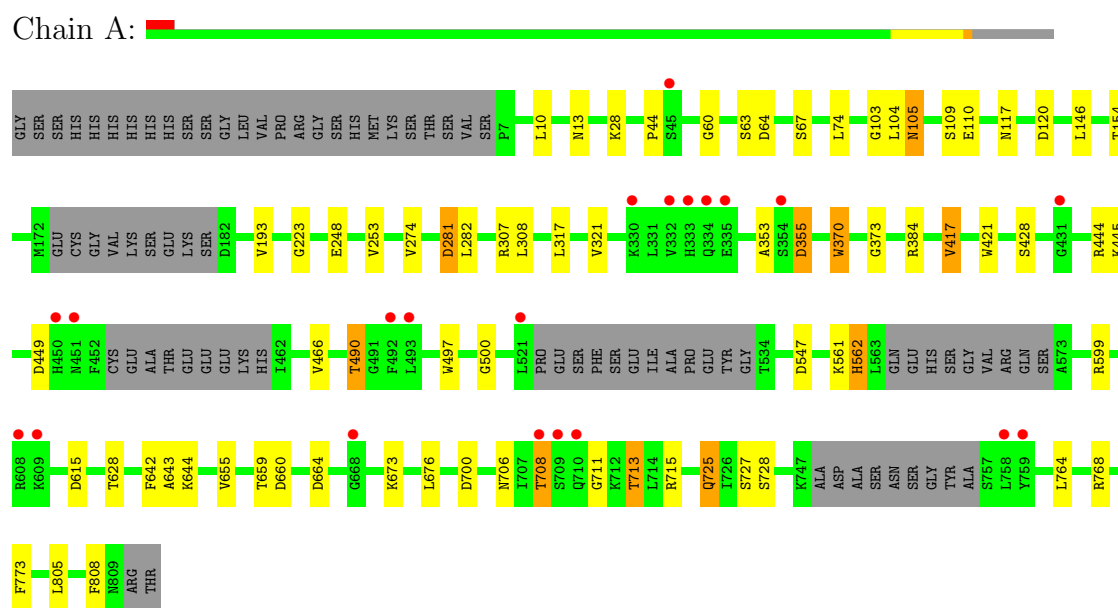 Chain A:
GLY SER SER HIS HIS HIS HIS HIS HIS SER SER GLY LEU VAL PRO ARG GLY SER HIS MET LYS SER THR SER VAL SER P7 L10 N13 K28 P44 S45 G60 S63 D64 S67 L74 G103 L104 N105 S109 E110 N117 D120 L146 T154
M172 GLU CYS GLY VAL LYS SER GLU LYS SER D182 V193 G223 E248 V253 V274 D281 L282 R307 L308 L317 V321 K330 L331 V332 H333 Q334 E335 A353 S354 D355 W370 G373 R384 V417 W421 S428 G431 R444 K445
D449 H450 N451 F452 CYS GLU ALA THR GLU GLU GLU LYS HIS I462 V466 T490 G491 F492 L493 W497 G500 L521 PRO GLU SER PHE SER GLU ILE ALA PRO GLU TYR GLY T534 D547 K561 H562 L563 GLN GLU HIS SER GLY VAL ARG GLN SER A573 R599
R608 K609 D615 T628 F642 A643 K644 V655 T659 D660 D664 G668 K673 L676 D700 N706 I707 T708 S709 Q710 G711 K712 T713 L714 R715 Q725 I726 S727 S728 K747 ALA ASP ALA SER ASN SER GLY TYR ALA S757 L758 Y759 L764 R768
F773 L805 F808 N809 ARG THR